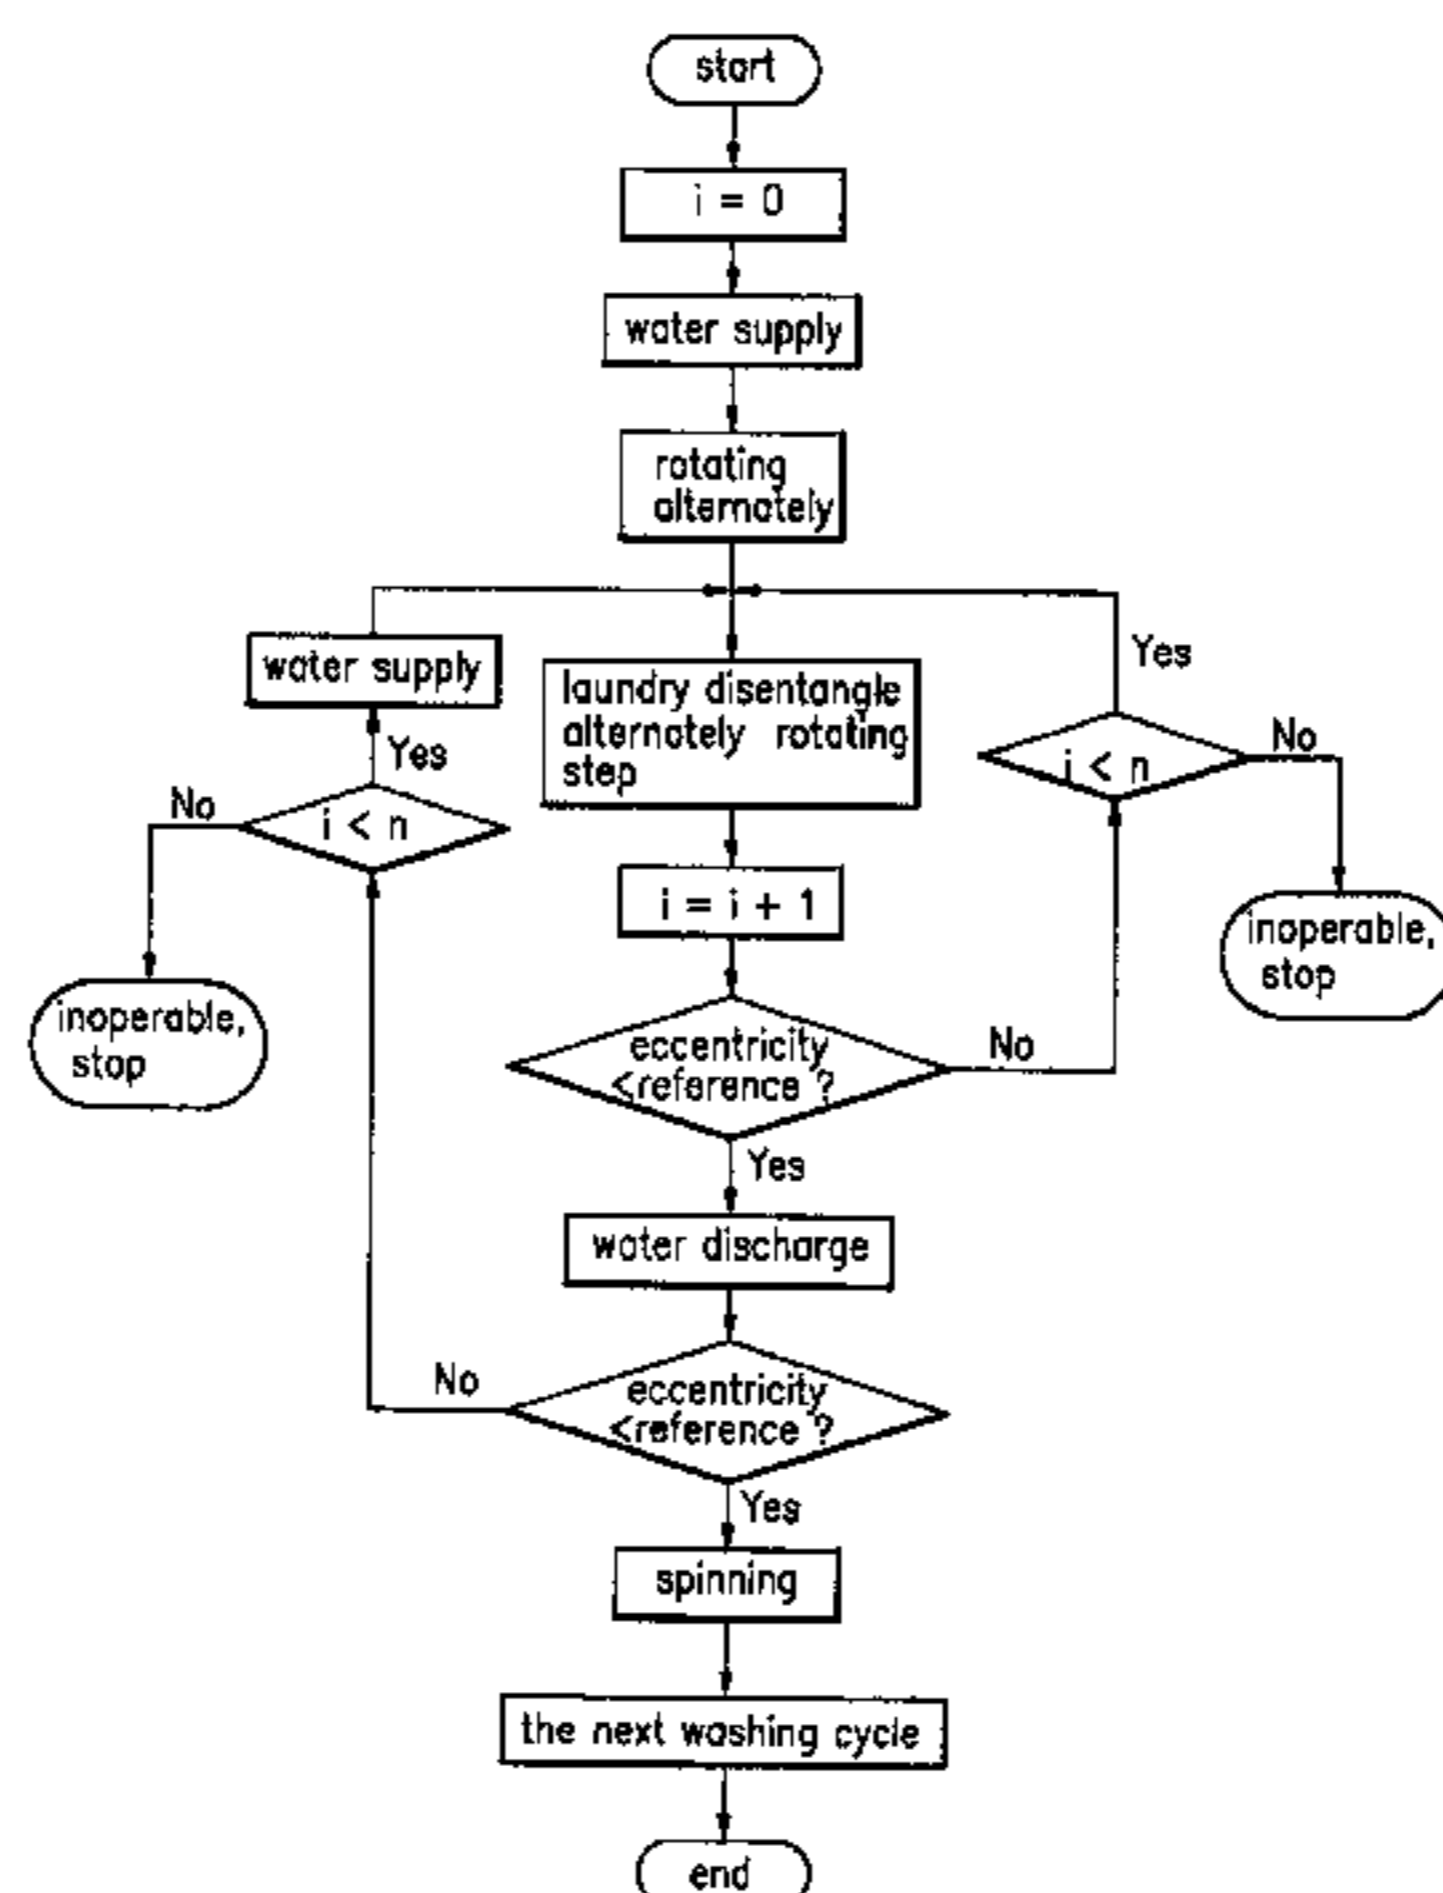 start
i = 0
water supply
rotating
alternately
water supply
Yes
No
i < n
inoperable,
stop
laundry disentangle
alternately rotating
step
i = i + 1
Yes
i < n
No
inoperable,
stop
eccentricity
<reference ?
No
Yes
water discharge
No
eccentricity
<reference ?
Yes
spinning
the next washing cycle
end